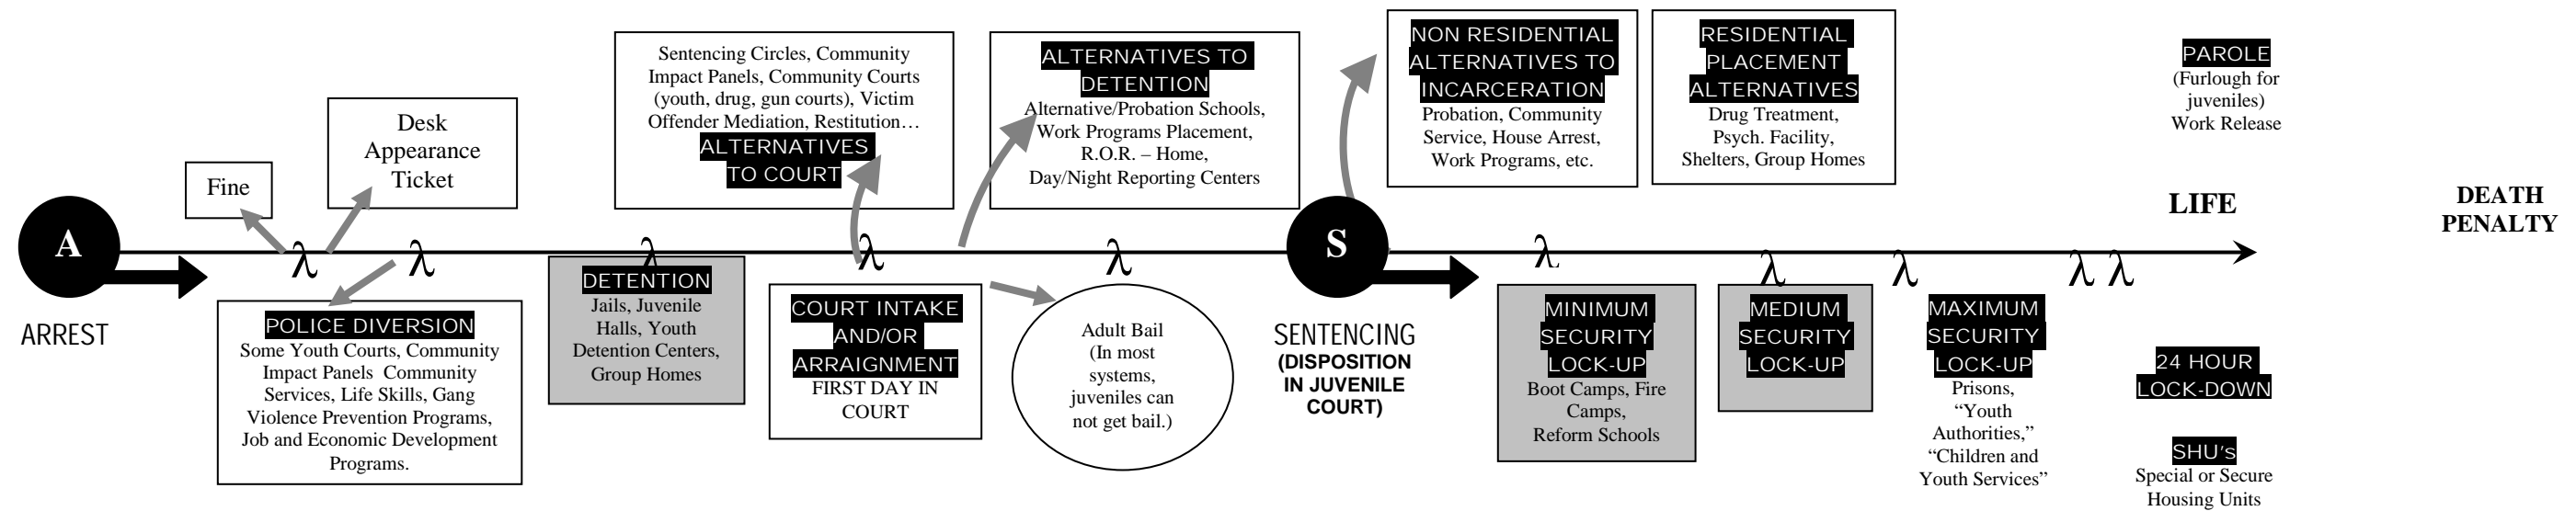 A
ARREST
Fine
Desk
Appearance
Ticket
λ
λ
POLICE DIVERSION
Some Youth Courts, Community
Impact Panels Community
Services, Life Skills, Gang
Violence Prevention Programs,
Job and Economic Development
Programs.
Sentencing Circles, Community
Impact Panels, Community Courts
(youth, drug, gun courts), Victim
Offender Mediation, Restitution…
ALTERNATIVES
TO COURT
λ
DETENTION
Jails, Juvenile
Halls, Youth
Detention Centers,
Group Homes
λ
COURT INTAKE
AND/OR
ARRAIGNMENT
FIRST DAY IN
COURT
ALTERNATIVES TO
DETENTION
Alternative/Probation Schools,
Work Programs Placement,
R.O.R. – Home,
Day/Night Reporting Centers
λ
Adult Bail
(In most
systems,
juveniles can
not get bail.)
S
SENTENCING
(DISPOSITION
IN JUVENILE
COURT)
NON RESIDENTIAL
ALTERNATIVES TO
INCARCERATION
Probation, Community
Service, House Arrest,
Work Programs, etc.
RESIDENTIAL
PLACEMENT
ALTERNATIVES
Drug Treatment,
Psych. Facility,
Shelters, Group Homes
λ
MINIMUM
SECURITY
LOCK-UP
Boot Camps, Fire
Camps,
Reform Schools
λ
MEDIUM
SECURITY
LOCK-UP
λ
MAXIMUM
SECURITY
LOCK-UP
Prisons,
“Youth
Authorities,”
“Children and
Youth Services”
λ λ
PAROLE
(Furlough for
juveniles)
Work Release
LIFE
24 HOUR
LOCK-DOWN
SHU's
Special or Secure
Housing Units
DEATH
PENALTY